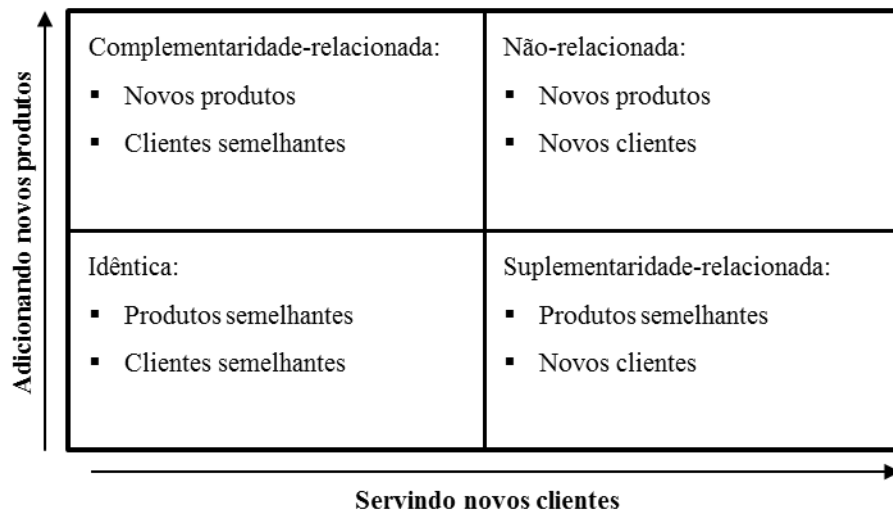 Adicionando novos produtos
Complementaridade-relacionada:
▪ Novos produtos
▪ Clientes semelhantes
Não-relacionada:
▪ Novos produtos
▪ Novos clientes
Idêntica:
▪ Produtos semelhantes
▪ Clientes semelhantes
Suplementaridade-relacionada:
▪ Produtos semelhantes
▪ Novos clientes
Servindo novos clientes